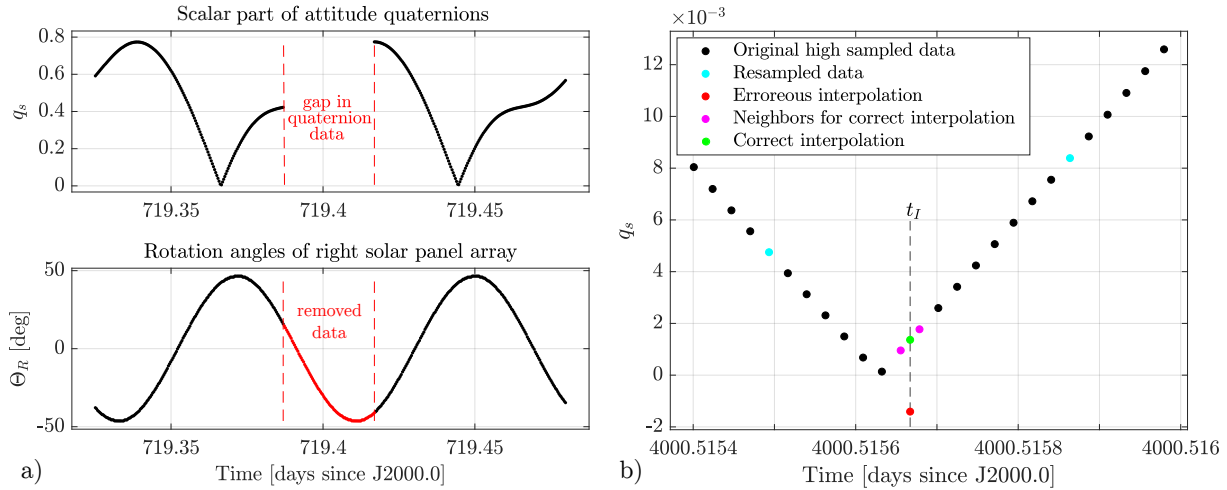 Scalar part of attitude quaternions
0.8
0.6
0.4
0.2
0
q_s
gap in
quaternion
data
719.35
719.4
719.45
Rotation angles of right solar panel array
50
0
-50
Θ_R [deg]
removed
data
719.35
719.4
719.45
Time [days since J2000.0]
a)
×10⁻³
12
10
8
6
4
2
0
-2
q_s
Original high sampled data
Resampled data
Erroreous interpolation
Neighbors for correct interpolation
Correct interpolation
t_I
4000.5154
4000.5156
4000.5158
4000.516
Time [days since J2000.0]
b)